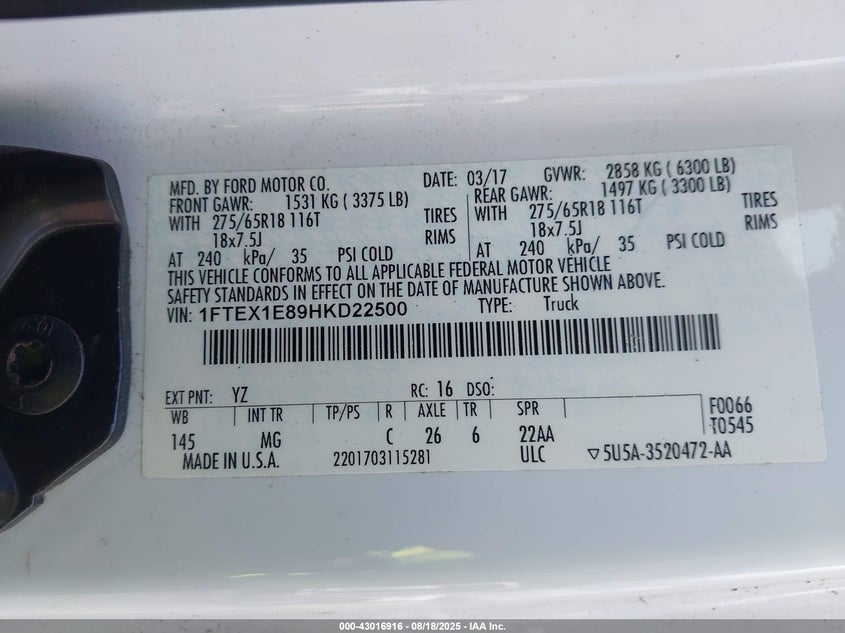 MFD. BY FORD MOTOR CO. DATE: 03/17 GVWR: 2858 KG ( 6300 LB)
FRONT GAWR: 1531 KG ( 3375 LB) REAR GAWR: 1497 KG ( 3300 LB)
WITH 275/65R18 116T TIRES WITH 275/65R18 116T TIRES
18x7.5J RIMS 18x7.5J RIMS
AT 240 kPa/ 35 PSI COLD AT 240 kPa/ 35 PSI COLD
THIS VEHICLE CONFORMS TO ALL APPLICABLE FEDERAL MOTOR VEHICLE
SAFETY STANDARDS IN EFFECT ON THE DATE OF MANUFACTURE SHOWN ABOVE.
VIN: 1FTEX1E89HKD22500 TYPE: Truck
EXT PNT: YZ RC: 16 DSO:
WB INT TR TP/PS R AXLE TR SPR F0066
145 MG C 26 6 22AA T0545
MADE IN U.S.A. 2201703115281 ULC ▽5U5A-3520472-AA
000-43016916 - 08/18/2025 - IAA Inc.